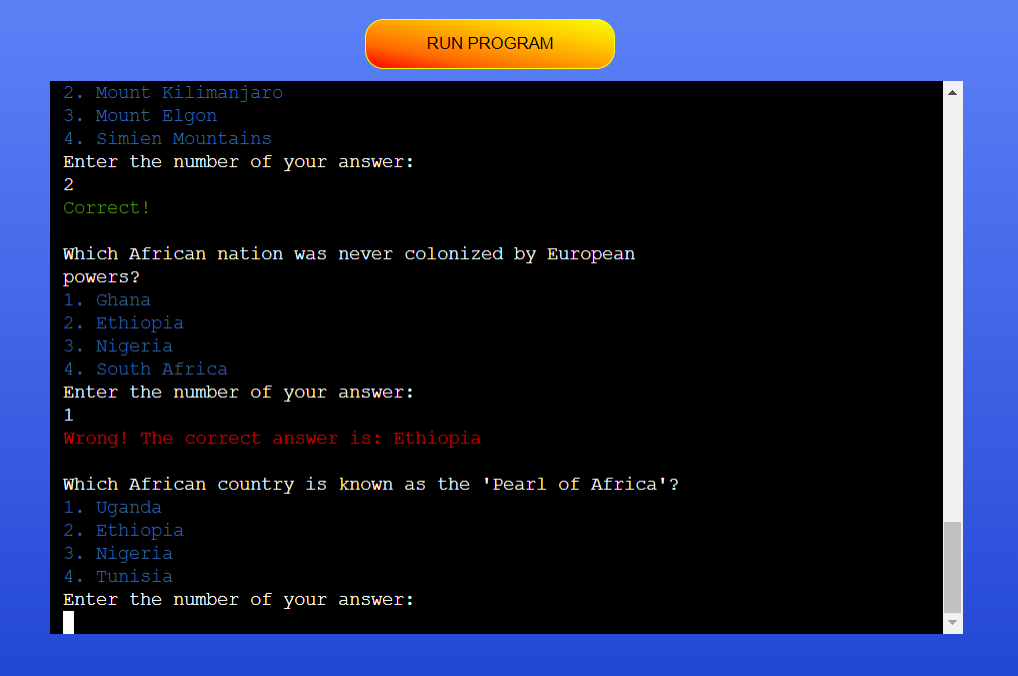 RUN PROGRAM
2. Mount Kilimanjaro
3. Mount Elgon
4. Simien Mountains
Enter the number of your answer:
2
Correct!
Which African nation was never colonized by European
powers?
1. Ghana
2. Ethiopia
3. Nigeria
4. South Africa
Enter the number of your answer:
1
Wrong! The correct answer is: Ethiopia
Which African country is known as the 'Pearl of Africa'?
1. Uganda
2. Ethiopia
3. Nigeria
4. Tunisia
Enter the number of your answer: